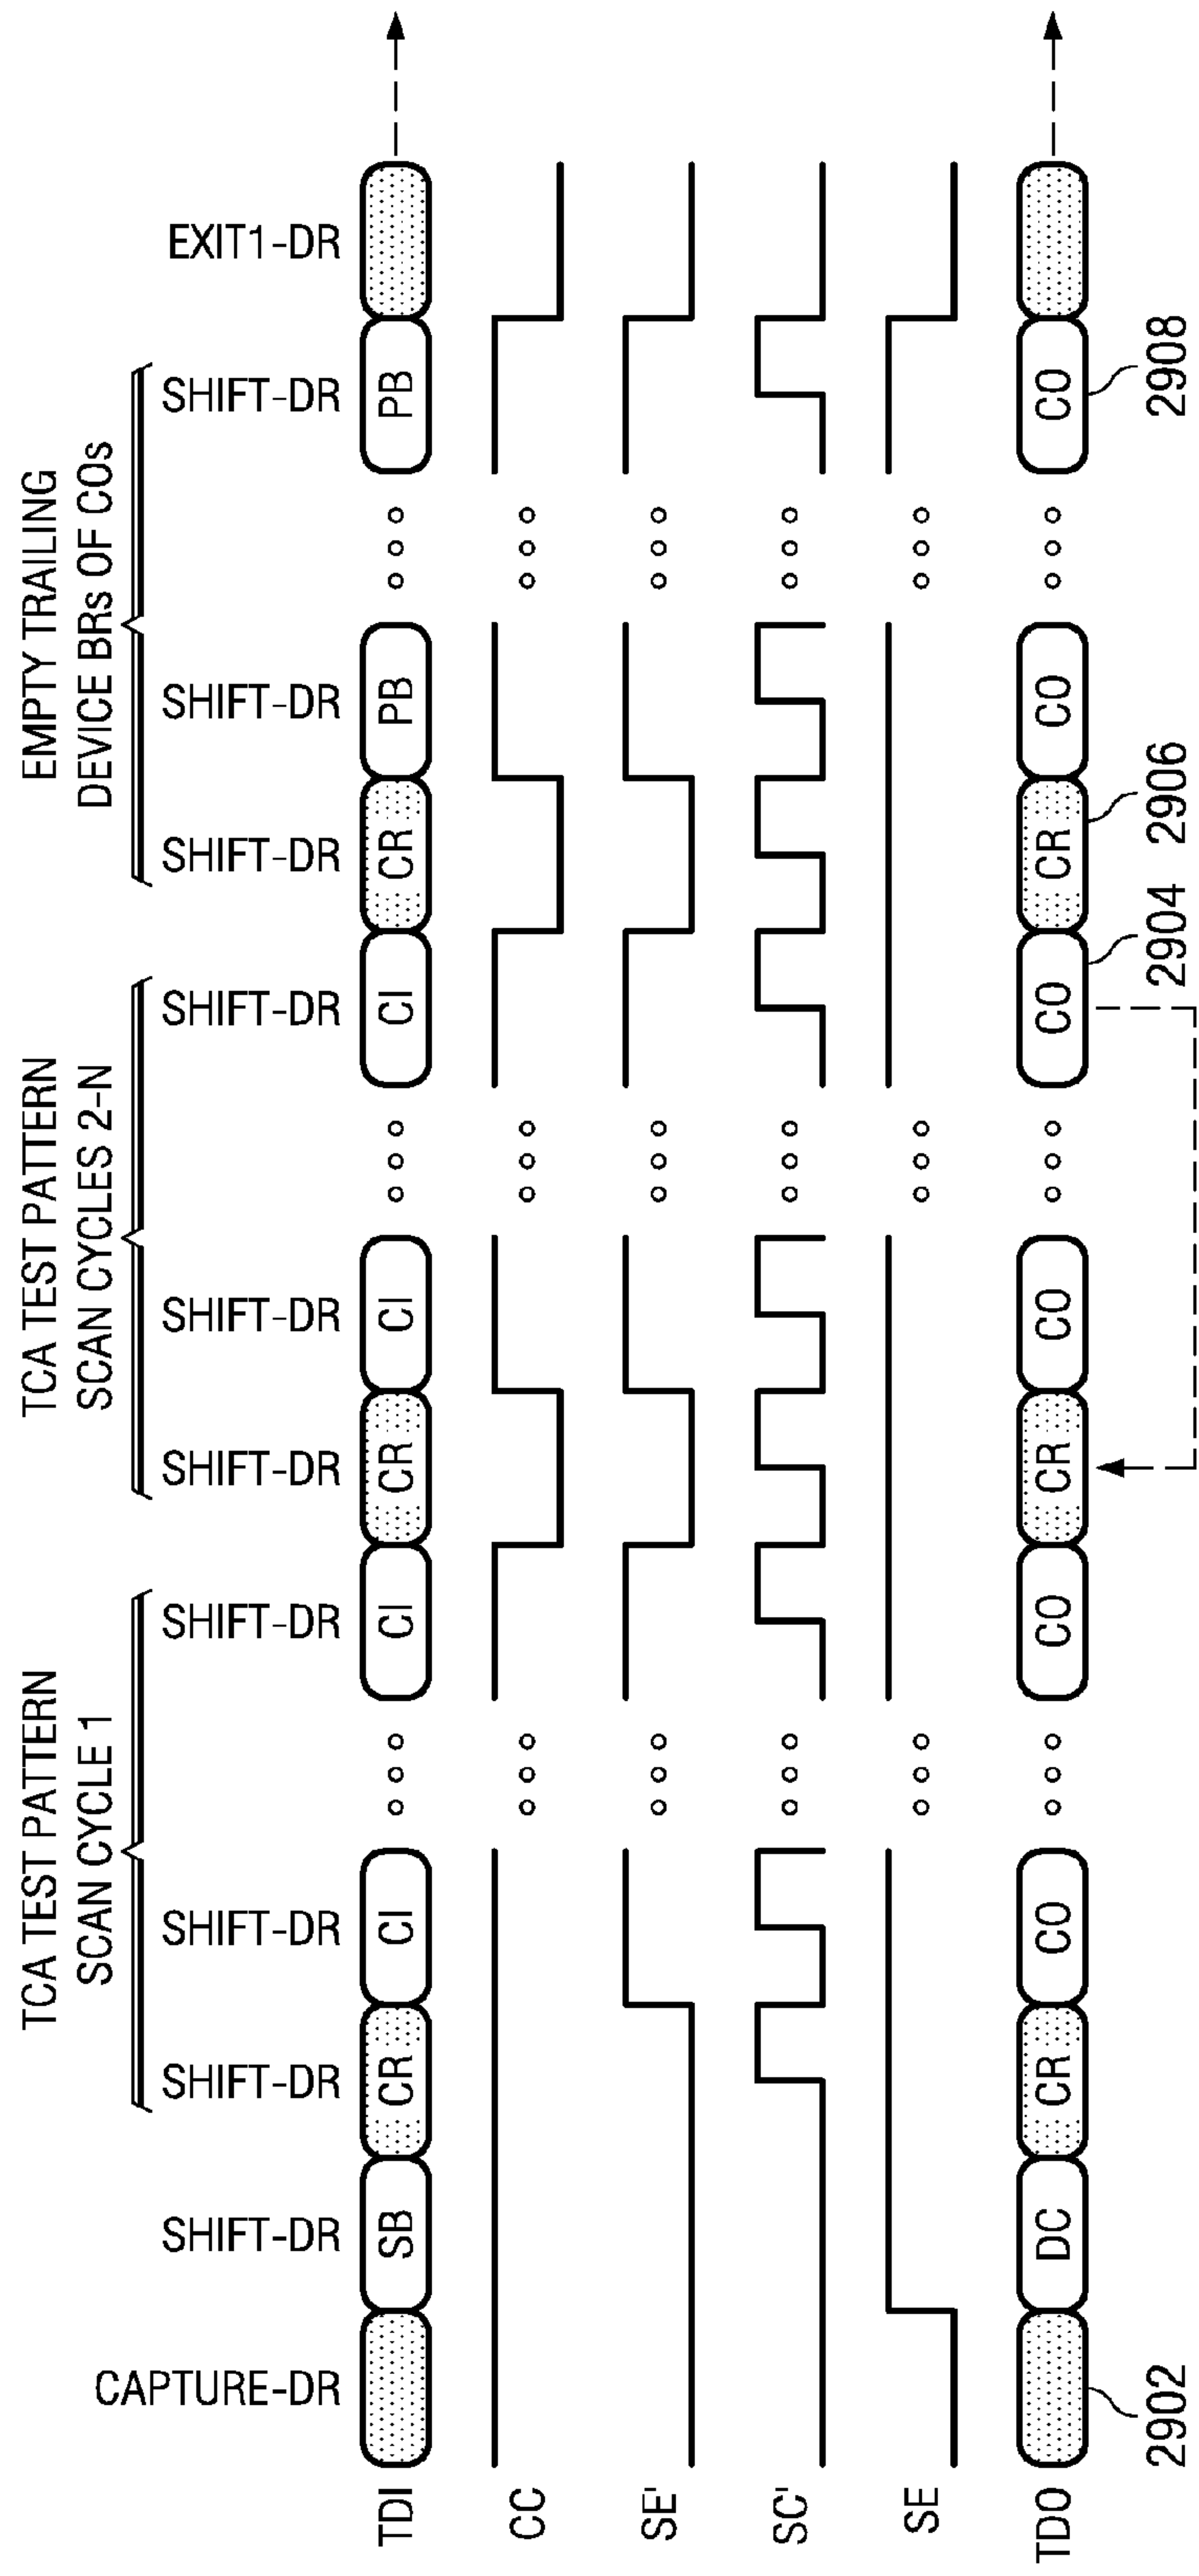 TCA TEST PATTERN
SCAN CYCLE 1
TCA TEST PATTERN
SCAN CYCLES 2-N
EMPTY TRAILING
DEVICE BRs OF COs
CAPTURE-DR SHIFT-DR SHIFT-DR SHIFT-DR SHIFT-DR SHIFT-DR SHIFT-DR SHIFT-DR SHIFT-DR SHIFT-DR SHIFT-DR EXIT1-DR
TDI SB CR CI CI CR CI CI CR PB PB
CC
SE'
SC'
SE
TDO DC CR CO CO CR CO CO CR CO CO
2902 2904 2906 2908